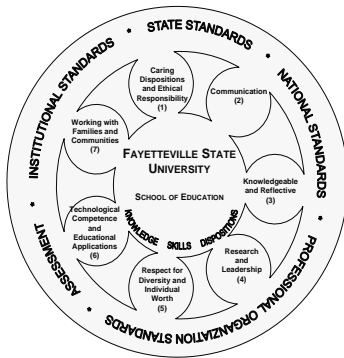 STATE STANDARDS
NATIONAL STANDARDS
PROFESSIONAL ORGANIZATION STANDARDS
ASSESSMENT
INSTITUTIONAL STANDARDS
Caring
Dispositions
and Ethical
Responsibility
(1)
Communication
(2)
Knowledgeable
and Reflective
(3)
Research
and
Leadership
(4)
Respect for
Diversity and
Individual
Worth
(5)
Technological
Competence
and
Educational
Applications
(6)
Working with
Families and
Communities
(7)
FAYETTEVILLE STATE
UNIVERSITY
SCHOOL OF EDUCATION
KNOWLEDGE SKILLS DISPOSITIONS